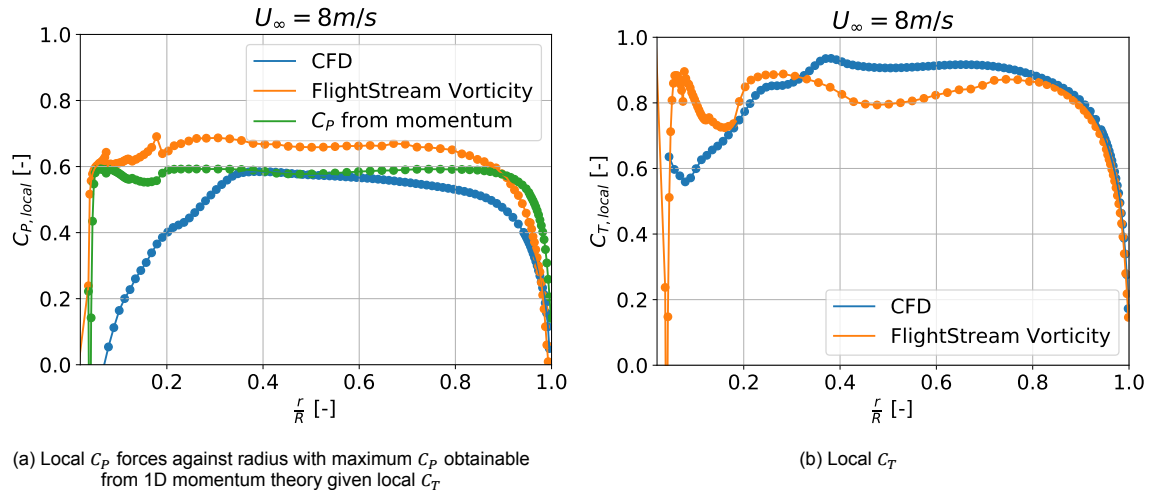 U∞ = 8m/s
CFD
FlightStream Vorticity
C_P from momentum
C_{P,local} [-]
1.0
0.8
0.6
0.4
0.2
0.0
0.2 0.4 0.6 0.8 1.0
r/R [-]
(a) Local C_P forces against radius with maximum C_P obtainable
from 1D momentum theory given local C_T
U∞ = 8m/s
C_{T,local} [-]
1.0
0.8
0.6
0.4
0.2
0.0
CFD
FlightStream Vorticity
0.2 0.4 0.6 0.8 1.0
r/R [-]
(b) Local C_T